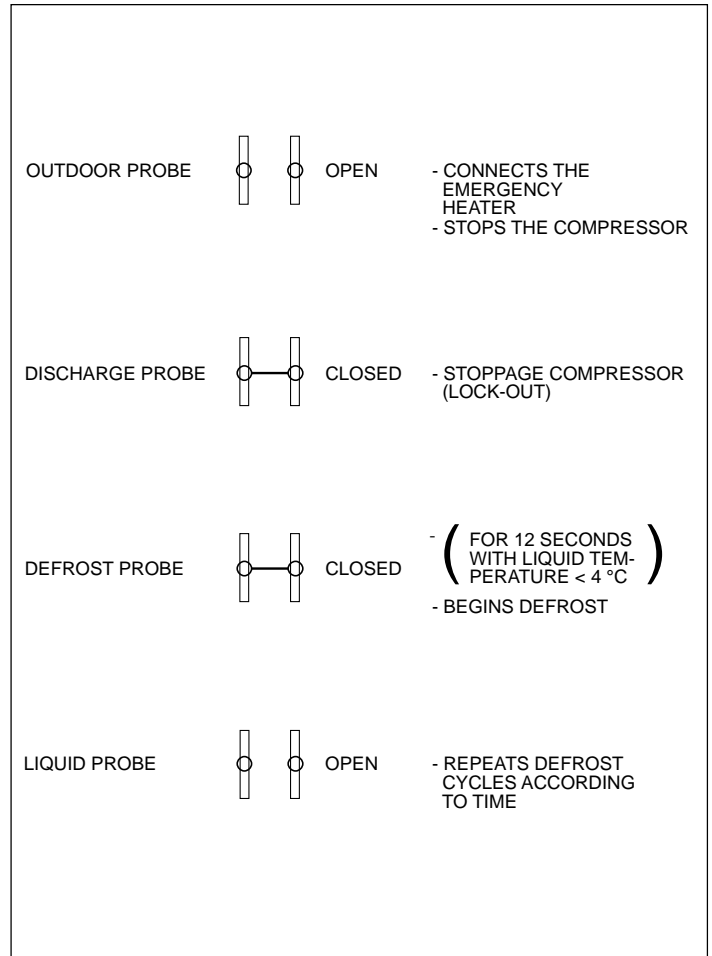 OUTDOOR PROBE OPEN - CONNECTS THE
EMERGENCY
HEATER
- STOPS THE COMPRESSOR
DISCHARGE PROBE CLOSED - STOPPAGE COMPRESSOR
(LOCK-OUT)
DEFROST PROBE CLOSED - ( FOR 12 SECONDS
WITH LIQUID TEM-
PERATURE < 4 °C )
- BEGINS DEFROST
LIQUID PROBE OPEN - REPEATS DEFROST
CYCLES ACCORDING
TO TIME